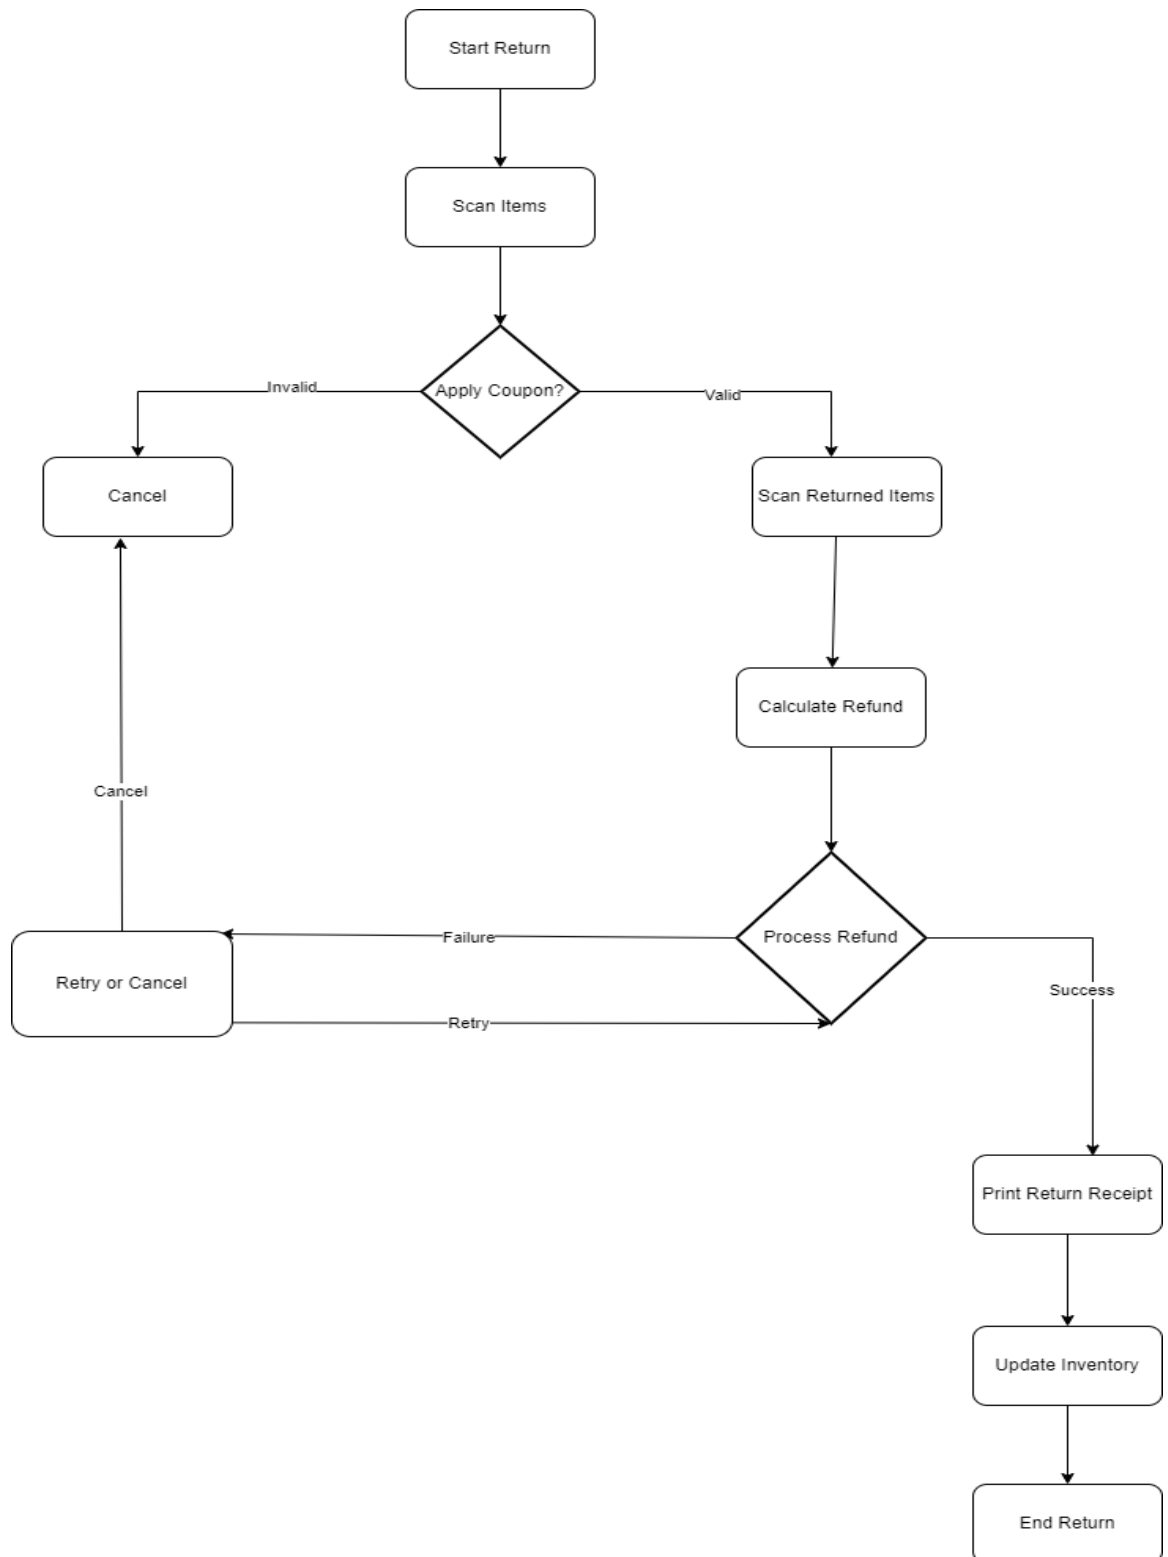 Start Return
Scan Items
Apply Coupon?
Invalid
Valid
Cancel
Scan Returned Items
Calculate Refund
Cancel
Process Refund
Failure
Retry or Cancel
Success
Retry
Print Return Receipt
Update Inventory
End Return